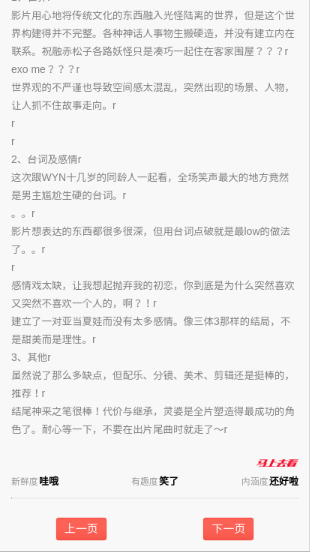 影片用心地将传统文化的东西融入光怪陆离的世界，但是这个世
界构建得并不完整。各种神话人事物生搬硬造，并没有建立内在
联系。祝融赤松子各路妖怪只是凑巧一起住在客家围屋？？？r
exo me？？？r
世界观的不严谨也导致空间感太混乱，突然出现的场景、人物，
让人抓不住故事走向。r
r
r
2、台词及感情r
这次跟WYN十几岁的同龄人一起看，全场笑声最大的地方竟然
是男主尴尬生硬的台词。r
。。r
影片想表达的东西都很多很深，但用台词点破就是最low的做法
了。。r
r
感情戏太缺，让我想起抛弃我的初恋，你到底是为什么突然喜欢
又突然不喜欢一个人的，啊？！r
建立了一对亚当夏娃而没有太多感情。像三体3那样的结局，不
是甜美而是理性。r
3、其他r
虽然说了那么多缺点，但配乐、分镜、美术、剪辑还是挺棒的，
推荐！r
结尾神来之笔很棒！代价与继承，灵婆是全片塑造得最成功的角
色了。耐心等一下，不要在出片尾曲时就走了～r
马上去看
新鲜度 哇哦 有趣度 笑了 内涵度 还好啦
上一页 下一页